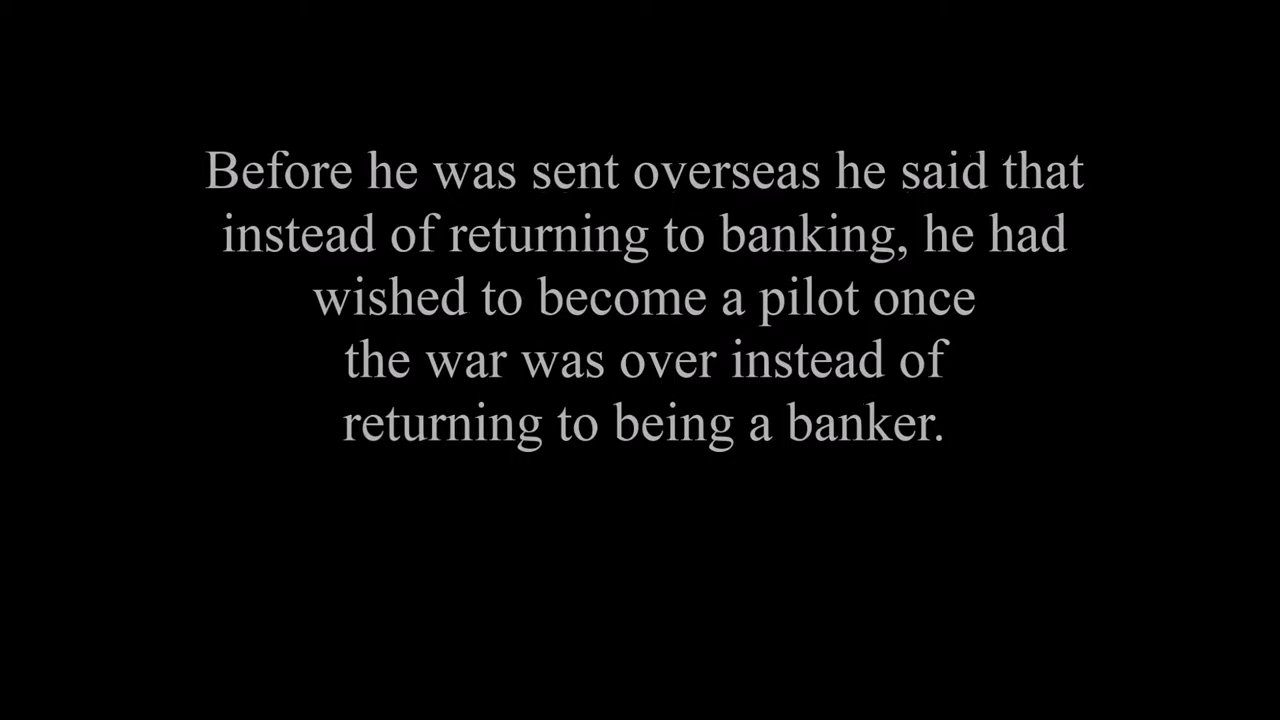 Before he was sent overseas he said that
instead of returning to banking, he had
wished to become a pilot once
the war was over instead of
returning to being a banker.